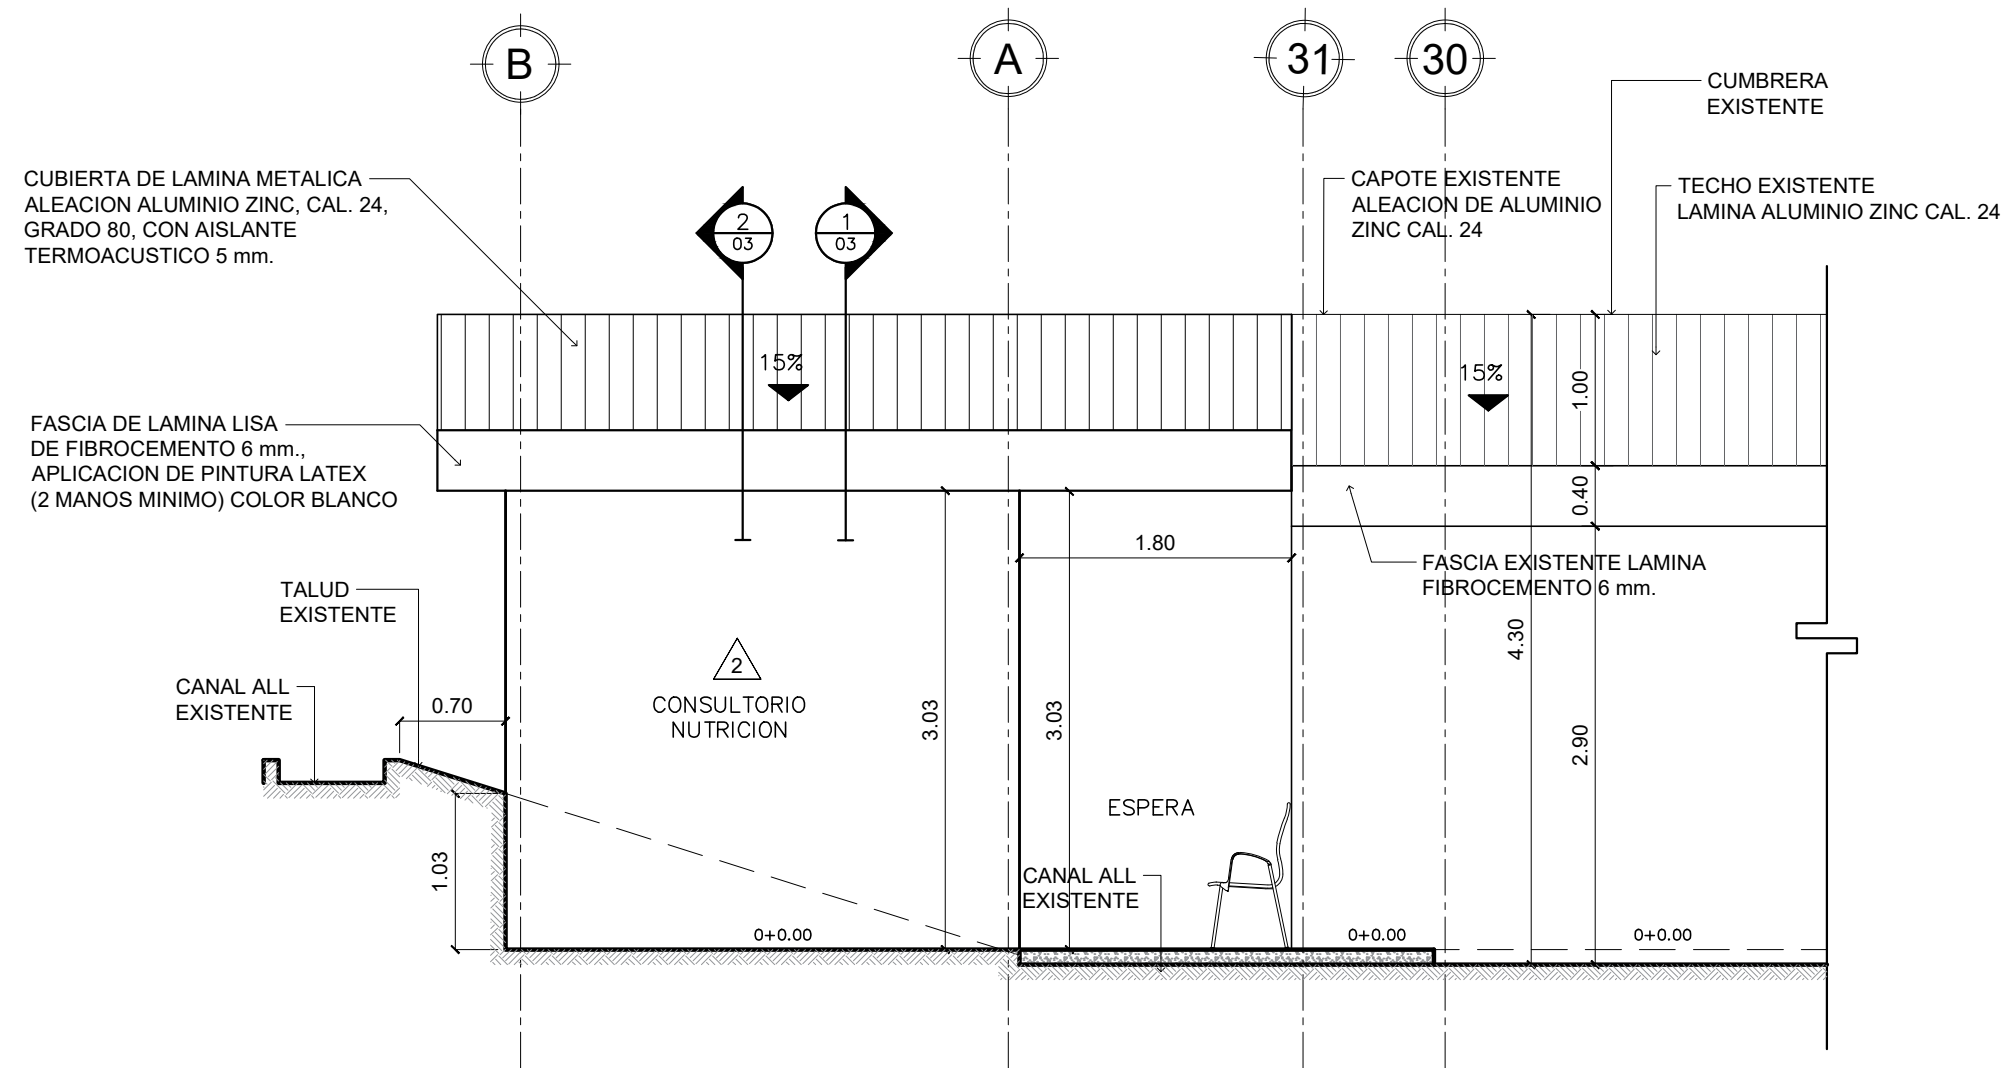 B
A
31
30
CUMBRERA
EXISTENTE
CUBIERTA DE LAMINA METALICA
ALEACION ALUMINIO ZINC, CAL. 24,
GRADO 80, CON AISLANTE
TERMOACUSTICO 5 mm.
CAPOTE EXISTENTE
ALEACION DE ALUMINIO
ZINC CAL. 24
TECHO EXISTENTE
LAMINA ALUMINIO ZINC CAL. 24
2
03
1
03
15%
15%
1.00
FASCIA DE LAMINA LISA
DE FIBROCEMENTO 6 mm.,
APLICACION DE PINTURA LATEX
(2 MANOS MINIMO) COLOR BLANCO
0.40
1.80
FASCIA EXISTENTE LAMINA
FIBROCEMENTO 6 mm.
TALUD
EXISTENTE
4.30
2
CONSULTORIO
NUTRICION
CANAL ALL
EXISTENTE
0.70
3.03
3.03
2.90
ESPERA
1.03
CANAL ALL
EXISTENTE
0+0.00
0+0.00
0+0.00